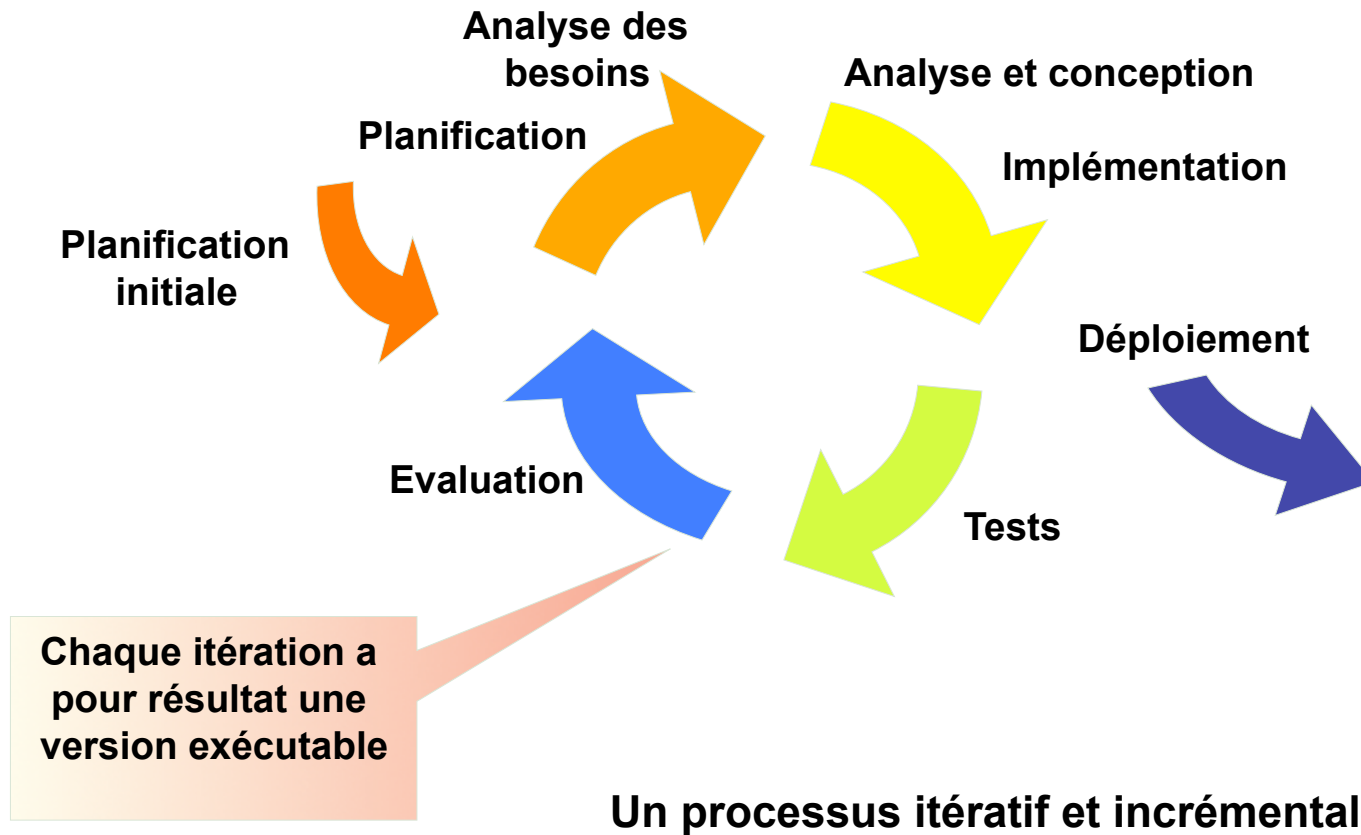 Analyse des
besoins
Analyse et conception
Planification
Implémentation
Planification
initiale
Déploiement
Evaluation
Tests
Chaque itération a
pour résultat une
version exécutable
Un processus itératif et incrémental